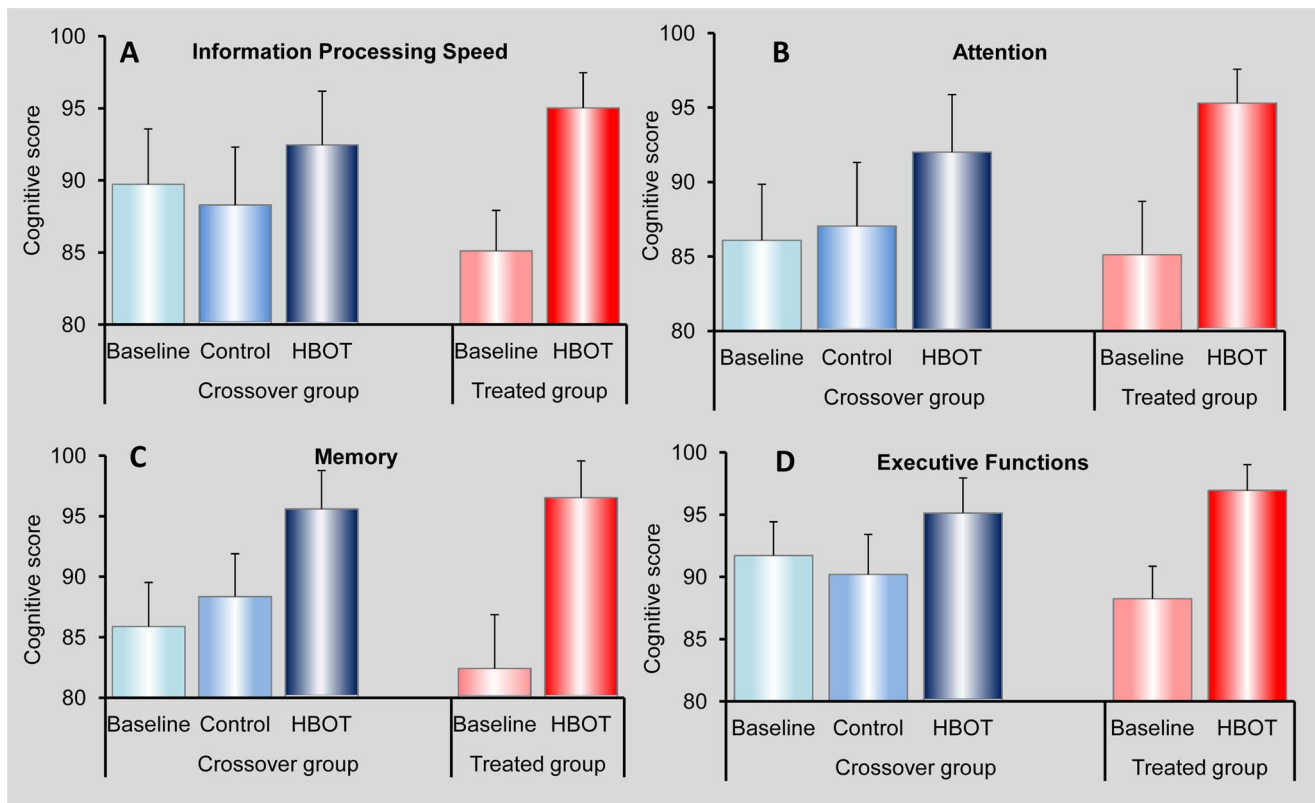 A Information Processing Speed
Cognitive score
100
95
90
85
80
Baseline Control HBOT Baseline HBOT
Crossover group Treated group
B Attention
Cognitive score
100
95
90
85
80
Baseline Control HBOT Baseline HBOT
Crossover group Treated group
C Memory
Cognitive score
100
95
90
85
80
Baseline Control HBOT Baseline HBOT
Crossover group Treated group
D Executive Functions
Cognitive score
100
95
90
85
80
Baseline Control HBOT Baseline HBOT
Crossover group Treated group